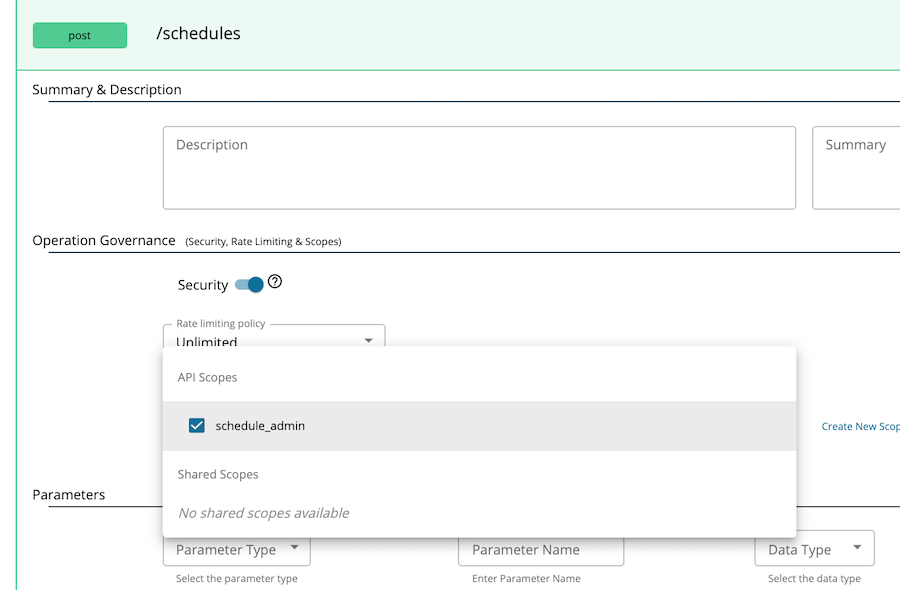 post /schedules
Summary & Description
Description Summary
Operation Governance (Security, Rate Limiting & Scopes)
Security
Rate limiting policy
Unlimited
API Scopes
schedule_admin
Create New Scop
Shared Scopes
Parameters
No shared scopes available
Parameter Type Parameter Name Data Type
Select the parameter type Enter Parameter Name Select the data type